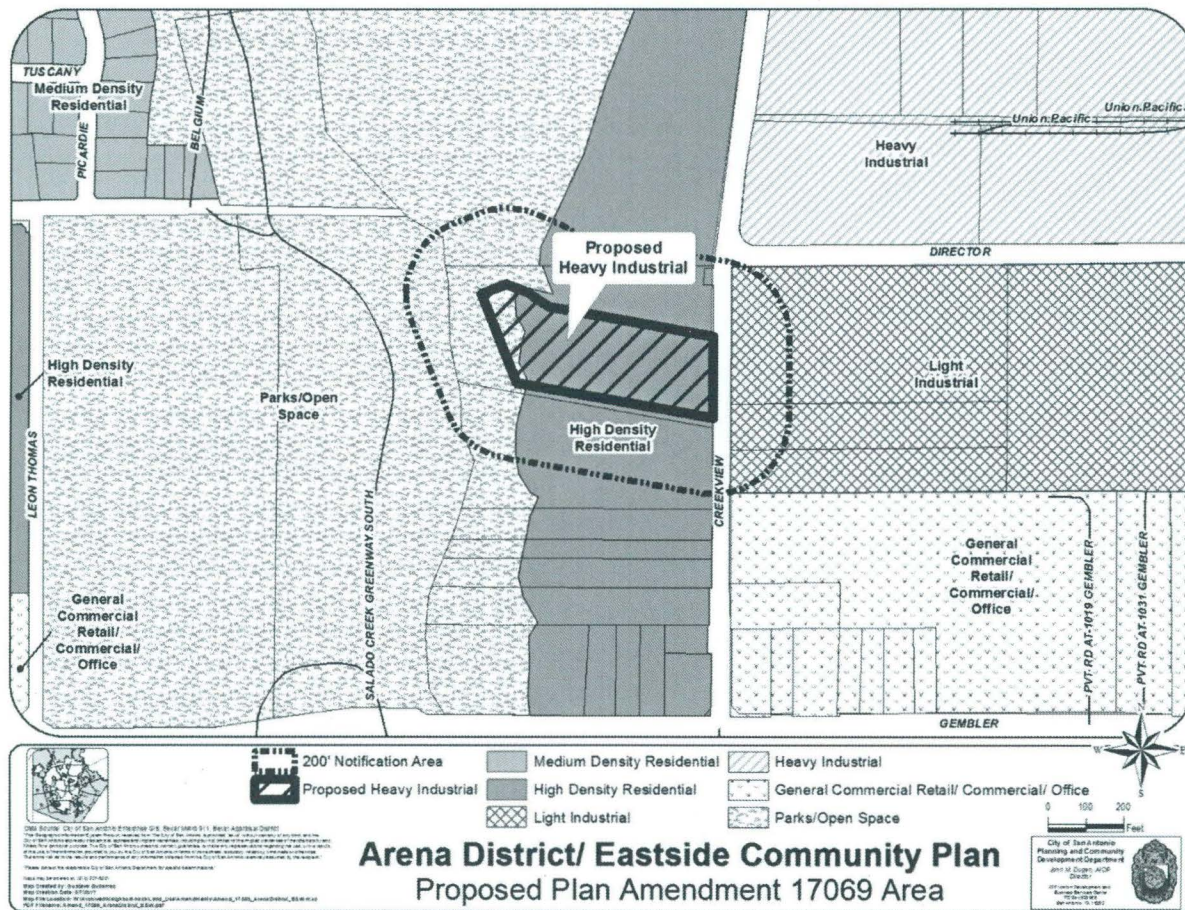 TUSCANY
Medium Density
Residential
PICARDIE
BELGIUM
Union Pacific
Union Pacific
Heavy
Industrial
DIRECTOR
Proposed
Heavy Industrial
High Density
Residential
Parks/Open
Space
Light
Industrial
High Density
Residential
LEON THOMAS
SALADO CREEK GREENWAY SOUTH
CREEKVIEW
General
Commercial
Retail/
Commercial/
Office
General
Commercial
Retail/
Commercial/
Office
PVT. RD AT-1019 GEMBLER
PVT. RD AT-1031 GEMBLER
GEMBLER
N
W E
S
200' Notification Area
Proposed Heavy Industrial
Medium Density Residential
High Density Residential
Light Industrial
Heavy Industrial
General Commercial Retail/ Commercial/ Office
Parks/Open Space
0 100 200
Feet
Arena District/ Eastside Community Plan
Proposed Plan Amendment 17069 Area
City of San Antonio
Planning and Community
Development Department